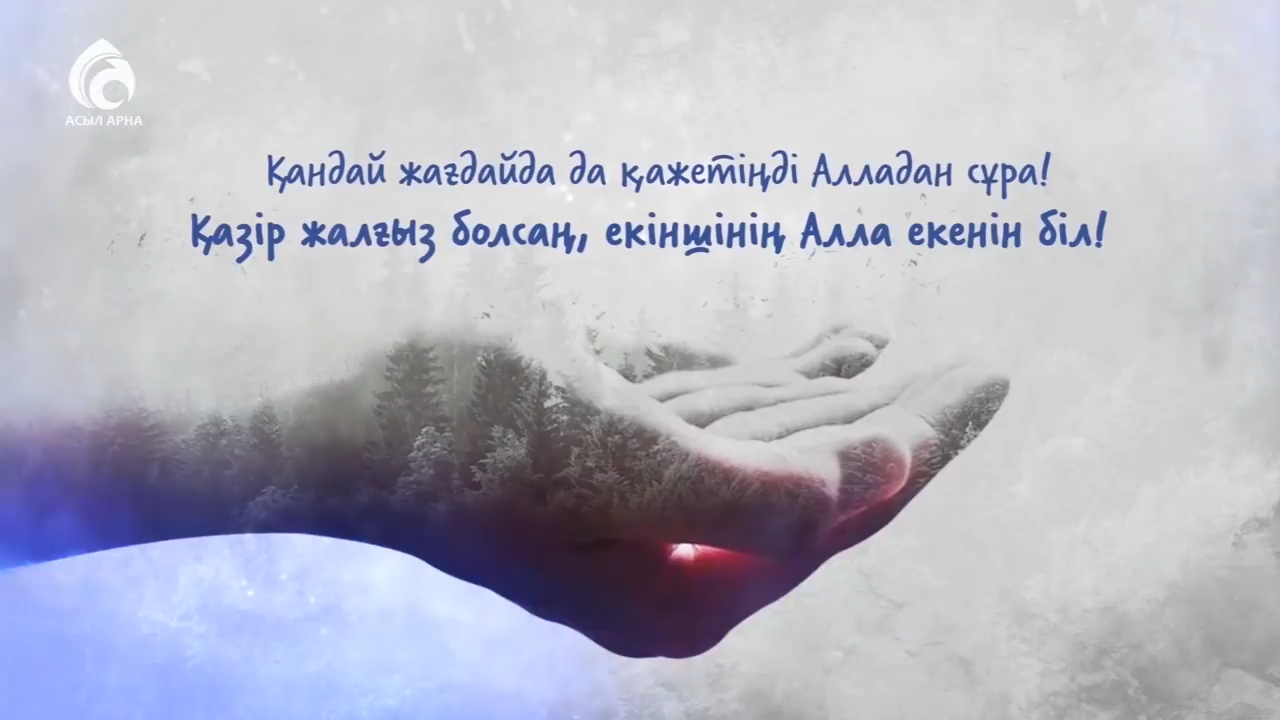 АСЫЛ АРНА
Қандай жағдайда да қажетіңді Алладан сұра!
Қазір жалғыз болсаң, екіншінің Алла екенін біл!